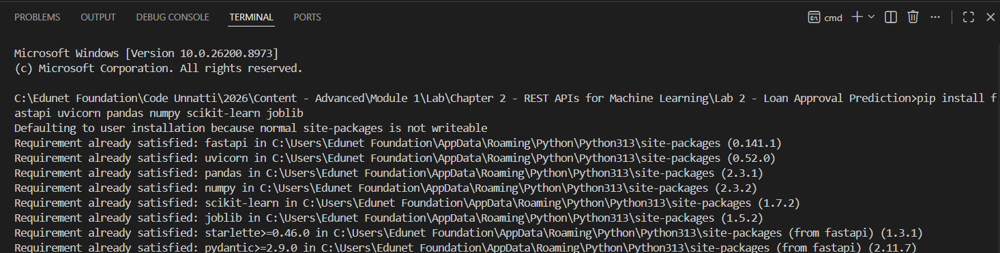 PROBLEMS OUTPUT DEBUG CONSOLE TERMINAL PORTS cmd
Microsoft Windows [Version 10.0.26200.8973]
(c) Microsoft Corporation. All rights reserved.
C:\Edunet Foundation\Code Unnatti\2026\Content - Advanced\Module 1\Lab\Chapter 2 - REST APIs for Machine Learning\Lab 2 - Loan Approval Prediction>pip install f
astapi uvicorn pandas numpy scikit-learn joblib
Defaulting to user installation because normal site-packages is not writeable
Requirement already satisfied: fastapi in C:\Users\Edunet Foundation\AppData\Roaming\Python\Python313\site-packages (0.141.1)
Requirement already satisfied: uvicorn in C:\Users\Edunet Foundation\AppData\Roaming\Python\Python313\site-packages (0.52.0)
Requirement already satisfied: pandas in C:\Users\Edunet Foundation\AppData\Roaming\Python\Python313\site-packages (2.3.1)
Requirement already satisfied: numpy in C:\Users\Edunet Foundation\AppData\Roaming\Python\Python313\site-packages (2.3.2)
Requirement already satisfied: scikit-learn in C:\Users\Edunet Foundation\AppData\Roaming\Python\Python313\site-packages (1.7.2)
Requirement already satisfied: joblib in C:\Users\Edunet Foundation\AppData\Roaming\Python\Python313\site-packages (1.5.2)
Requirement already satisfied: starlette>=0.46.0 in C:\Users\Edunet Foundation\AppData\Roaming\Python\Python313\site-packages (from fastapi) (1.3.1)
Requirement already satisfied: pydantic>=2.9.0 in C:\Users\Edunet Foundation\AppData\Roaming\Python\Python313\site-packages (from fastapi) (2.11.7)